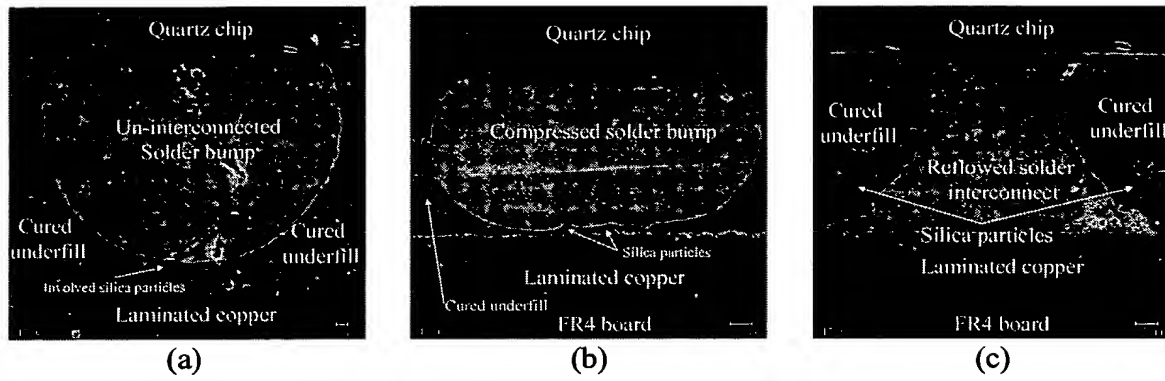 Quartz chip
Un-interconnected
Solder bump
Cured
underfill
Cured
underfill
Involved silica particles
Laminated copper
(a)
Quartz chip
Compressed solder bump
Silica particles
Laminated copper
Cured underfill
FR4 board
(b)
Quartz chip
Cured
underfill
Cured
underfill
Reflowed solder
interconnect
Silica particles
Laminated copper
FR4 board
(c)